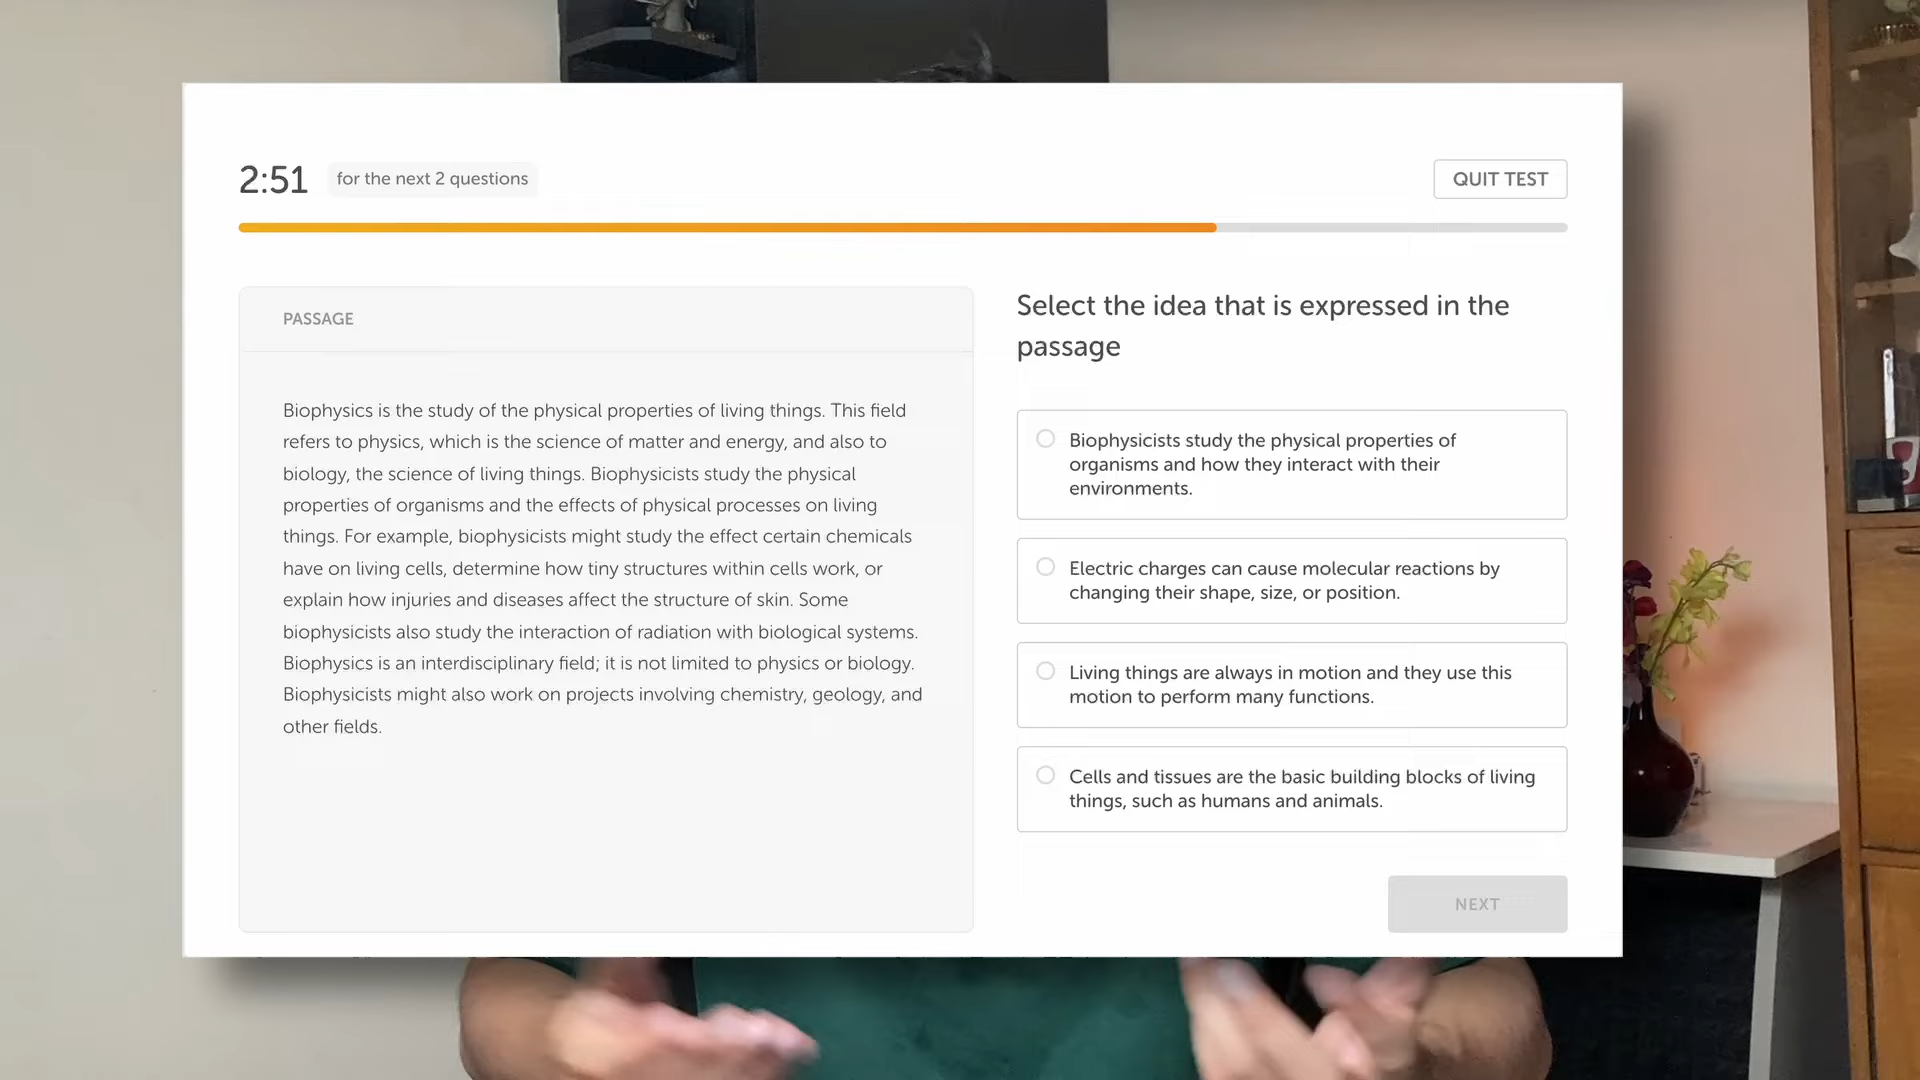 2:51 for the next 2 questions
QUIT TEST
PASSAGE
Biophysics is the study of the physical properties of living things. This field
refers to physics, which is the science of matter and energy, and also to
biology, the science of living things. Biophysicists study the physical
properties of organisms and the effects of physical processes on living
things. For example, biophysicists might study the effect certain chemicals
have on living cells, determine how tiny structures within cells work, or
explain how injuries and diseases affect the structure of skin. Some
biophysicists also study the interaction of radiation with biological systems.
Biophysics is an interdisciplinary field; it is not limited to physics or biology.
Biophysicists might also work on projects involving chemistry, geology, and
other fields.
Select the idea that is expressed in the
passage
Biophysicists study the physical properties of
organisms and how they interact with their
environments.
Electric charges can cause molecular reactions by
changing their shape, size, or position.
Living things are always in motion and they use this
motion to perform many functions.
Cells and tissues are the basic building blocks of living
things, such as humans and animals.
NEXT